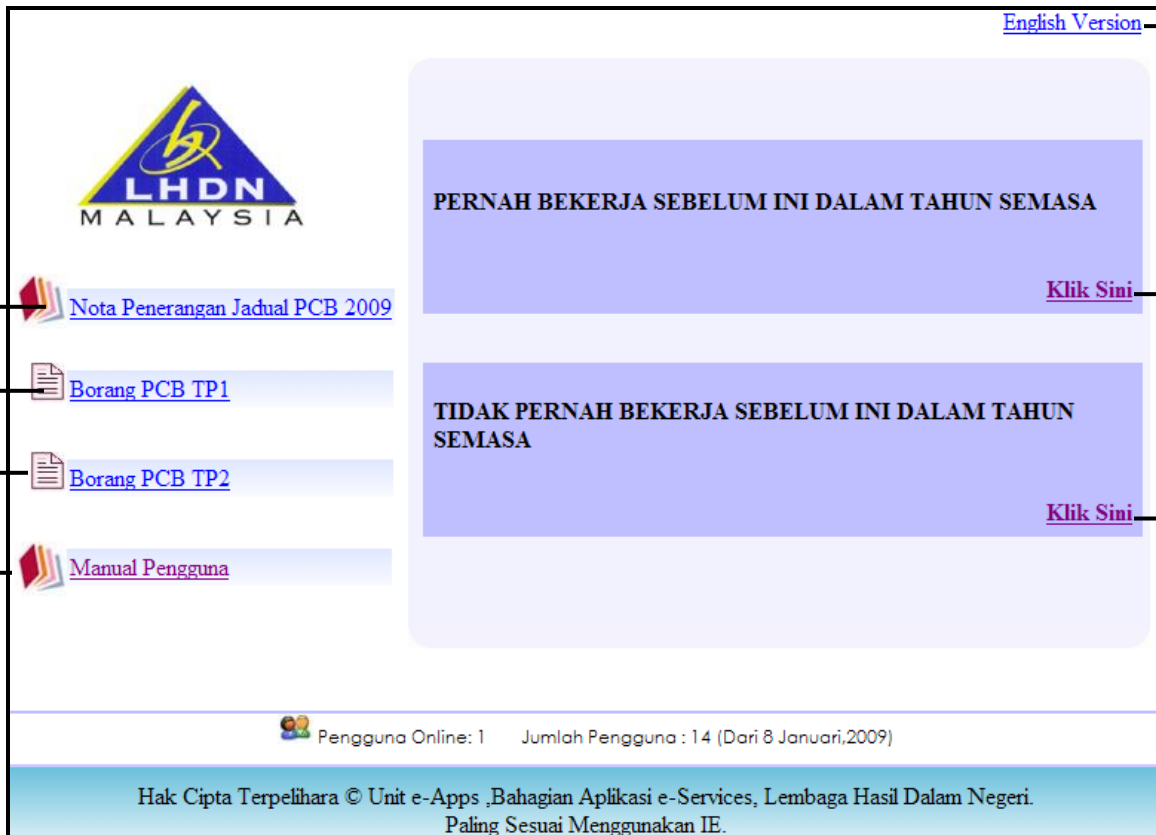 English Version
LHDN
MALAYSIA
Nota Penerangan Jadual PCB 2009
Borang PCB TP1
Borang PCB TP2
Manual Pengguna
PERNAH BEKERJA SEBELUM INI DALAM TAHUN SEMASA
Klik Sini
TIDAK PERNAH BEKERJA SEBELUM INI DALAM TAHUN
SEMASA
Klik Sini
Pengguna Online: 1 Jumlah Pengguna : 14 (Dari 8 Januari,2009)
Hak Cipta Terpelihara © Unit e-Apps ,Bahagian Aplikasi e-Services, Lembaga Hasil Dalam Negeri.
Paling Sesuai Menggunakan IE.